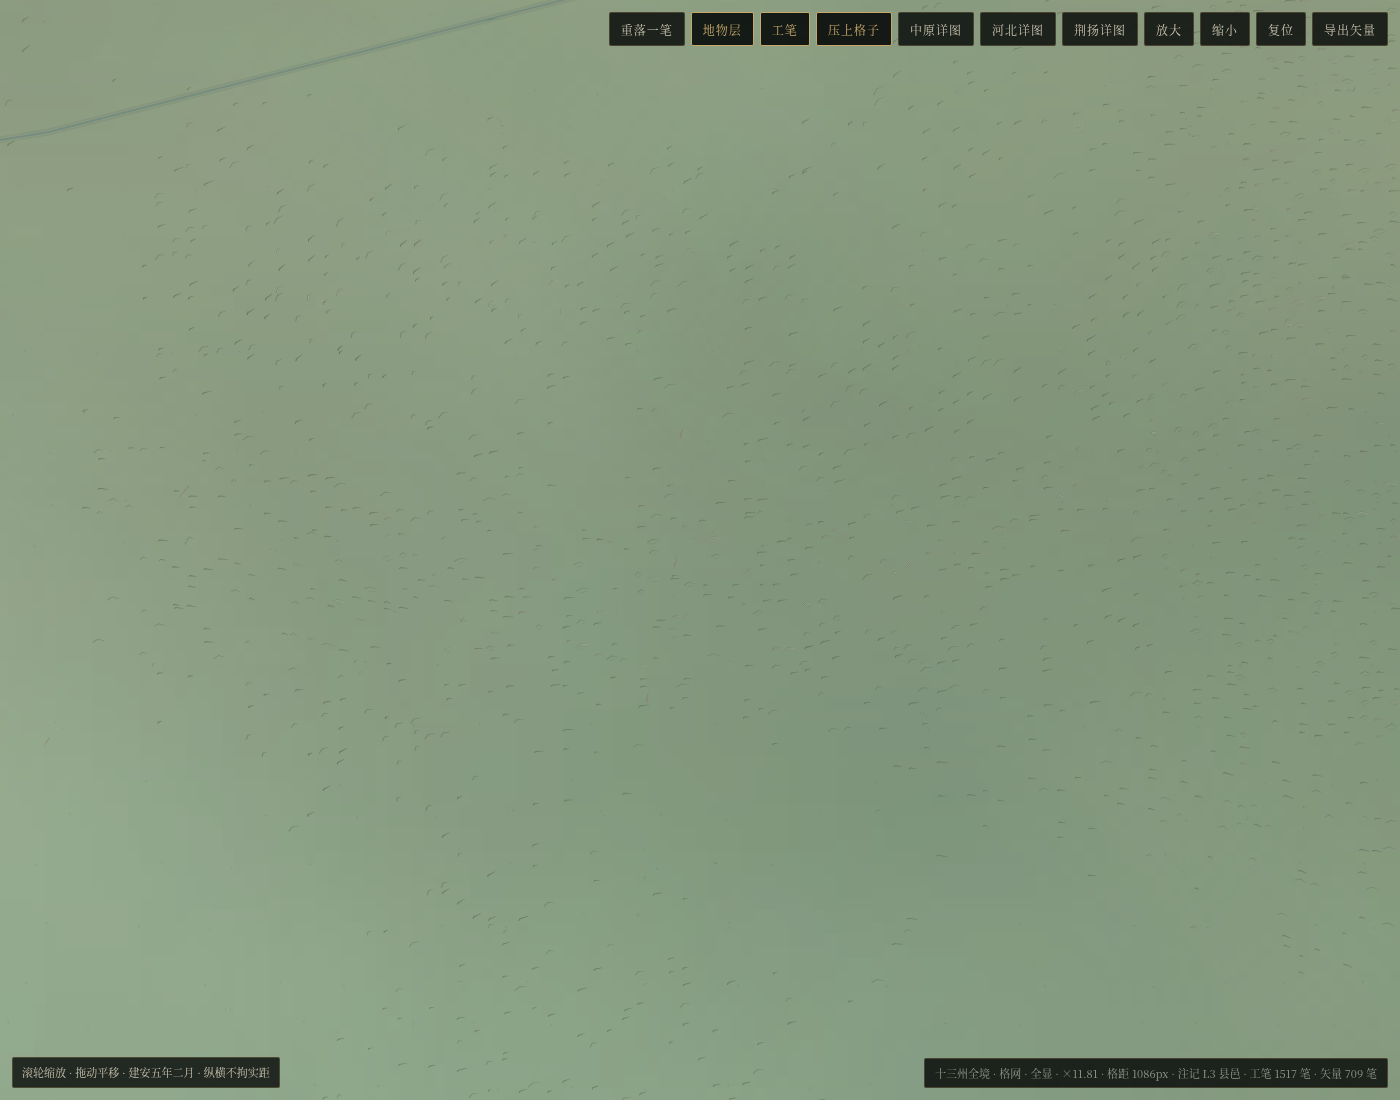 重落一笔 地物层 工笔 压上格子 中原详图 河北详图 荆扬详图 放大 缩小 复位 导出矢量
滚轮缩放 · 拖动平移 · 建安五年二月 · 纵横不拘实距
十三州全境 · 格网 · 全显 · ×11.81 · 格距 1086px · 注记 L3 县邑 · 工笔 1517 笔 · 矢量 709 笔